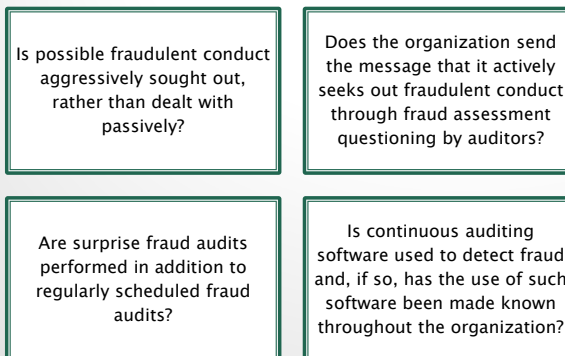 Is possible fraudulent conduct
aggressively sought out,
rather than dealt with
passively?
Does the organization send
the message that it actively
seeks out fraudulent conduct
through fraud assessment
questioning by auditors?
Are surprise fraud audits
performed in addition to
regularly scheduled fraud
audits?
Is continuous auditing
software used to detect fraud
and, if so, has the use of such
software been made known
throughout the organization?